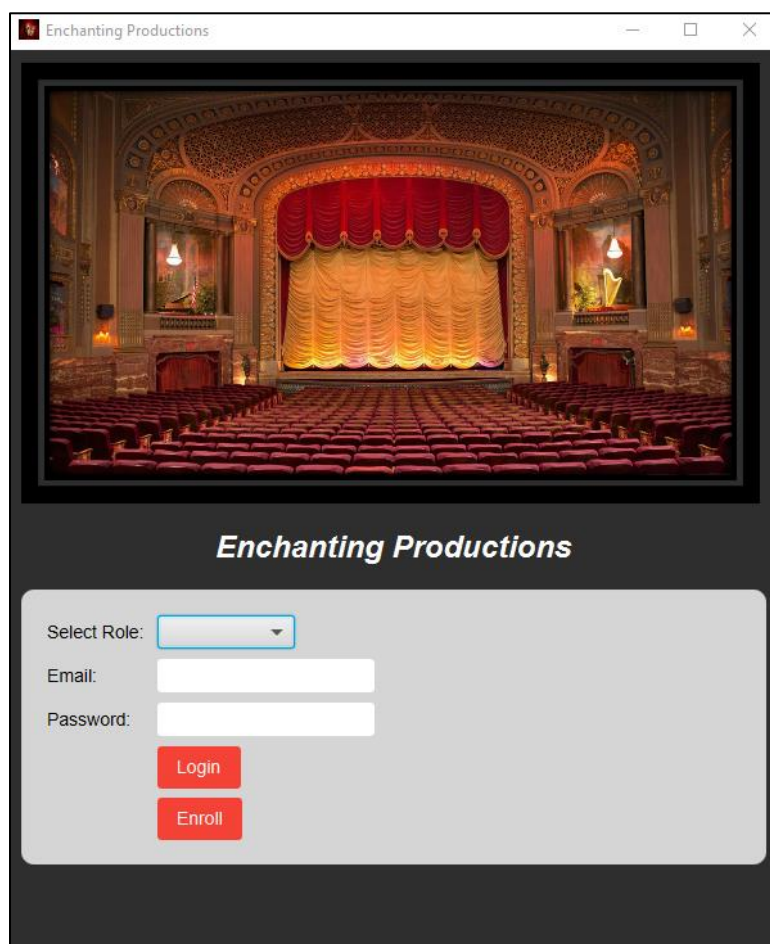 Enchanting Productions
Enchanting Productions
Select Role:
Email:
Password:
Login
Enroll